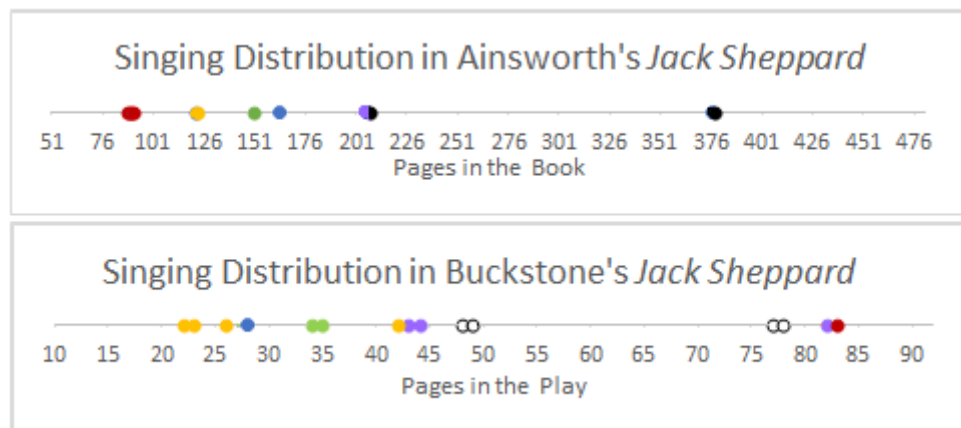 Singing Distribution in Ainsworth's Jack Sheppard
51 76 101 126 151 176 201 226 251 276 301 326 351 376 401 426 451 476
Pages in the Book
Singing Distribution in Buckstone's Jack Sheppard
10 15 20 25 30 35 40 45 50 55 60 65 70 75 80 85 90
Pages in the Play